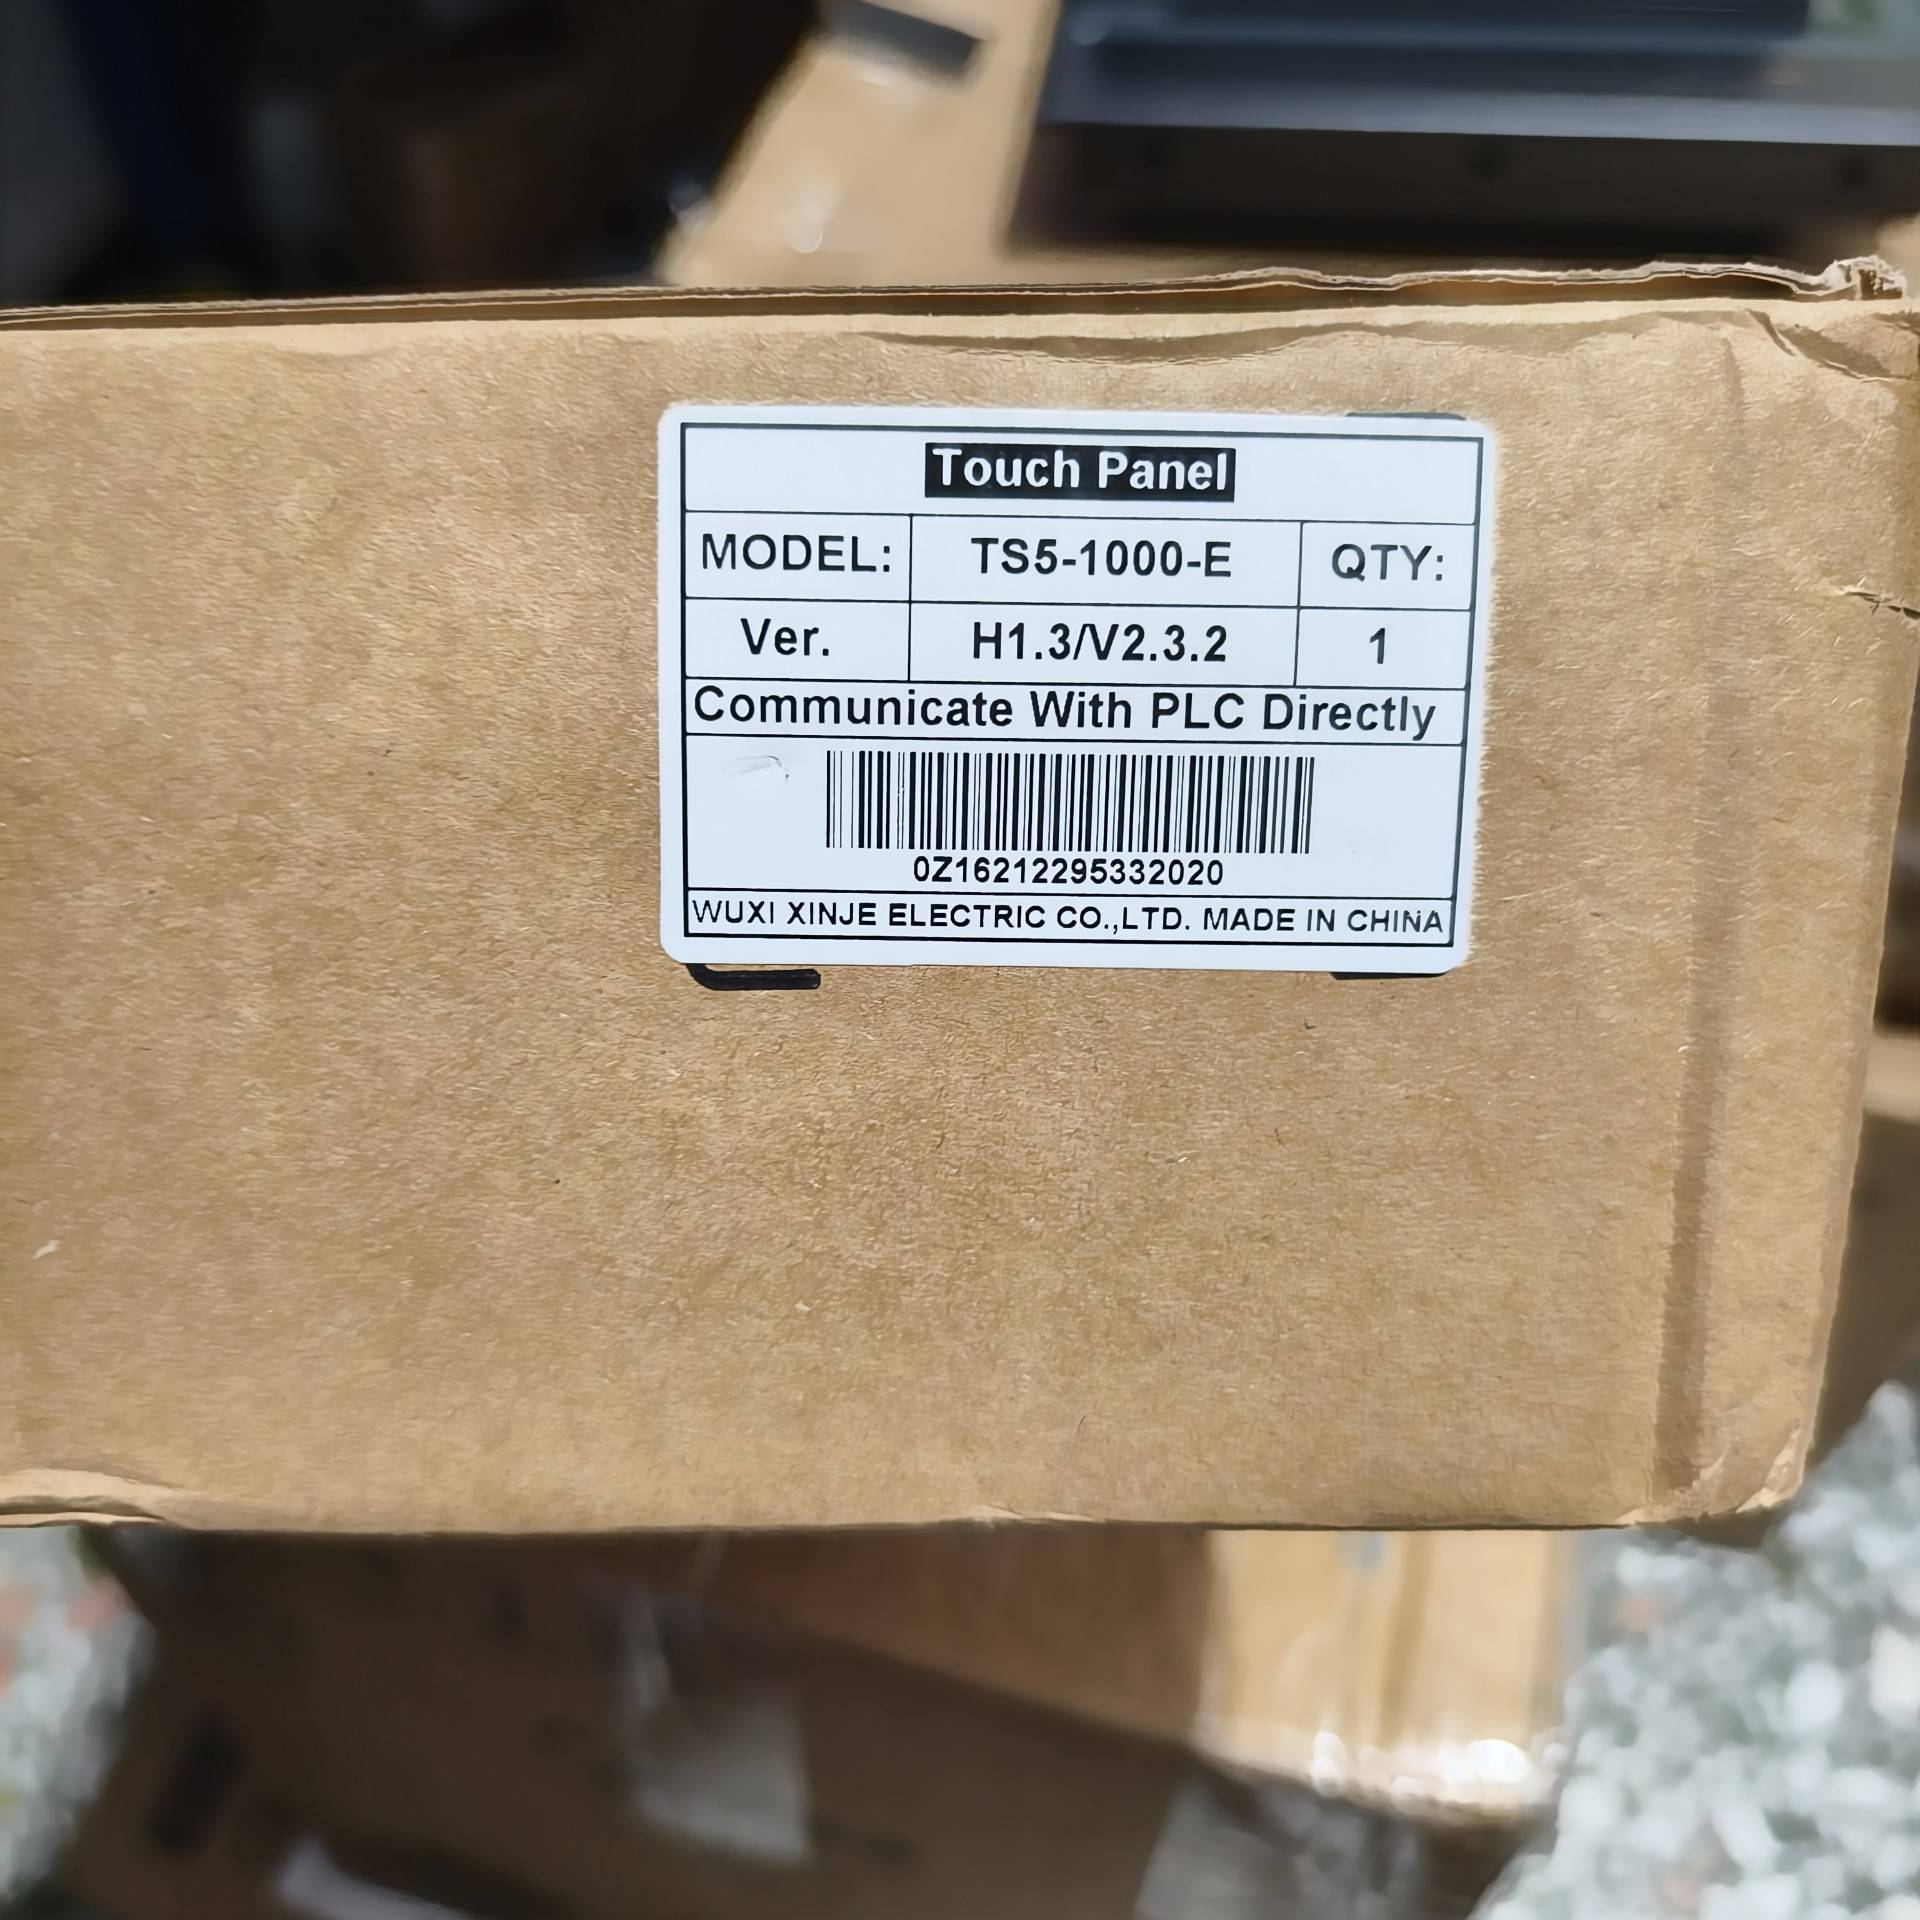 Touch Panel
MODEL: TS5-1000-E QTY:
Ver. H1.3/V2.3.2 1
Communicate With PLC Directly
0Z16212295332020
WUXI XINJE ELECTRIC CO.,LTD. MADE IN CHINA